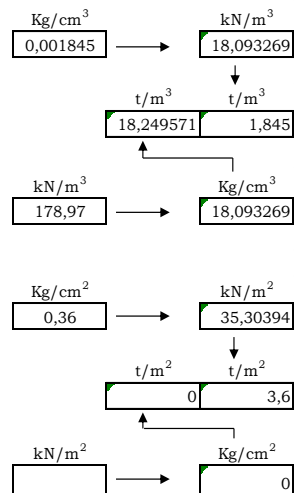 Kg/cm³ kN/m³
0,001845 18,093269
t/m³ t/m³
18,249571 1,845
kN/m³ Kg/cm³
178,97 18,093269
Kg/cm² kN/m²
0,36 35,30394
t/m² t/m²
0 3,6
kN/m² Kg/cm²
0